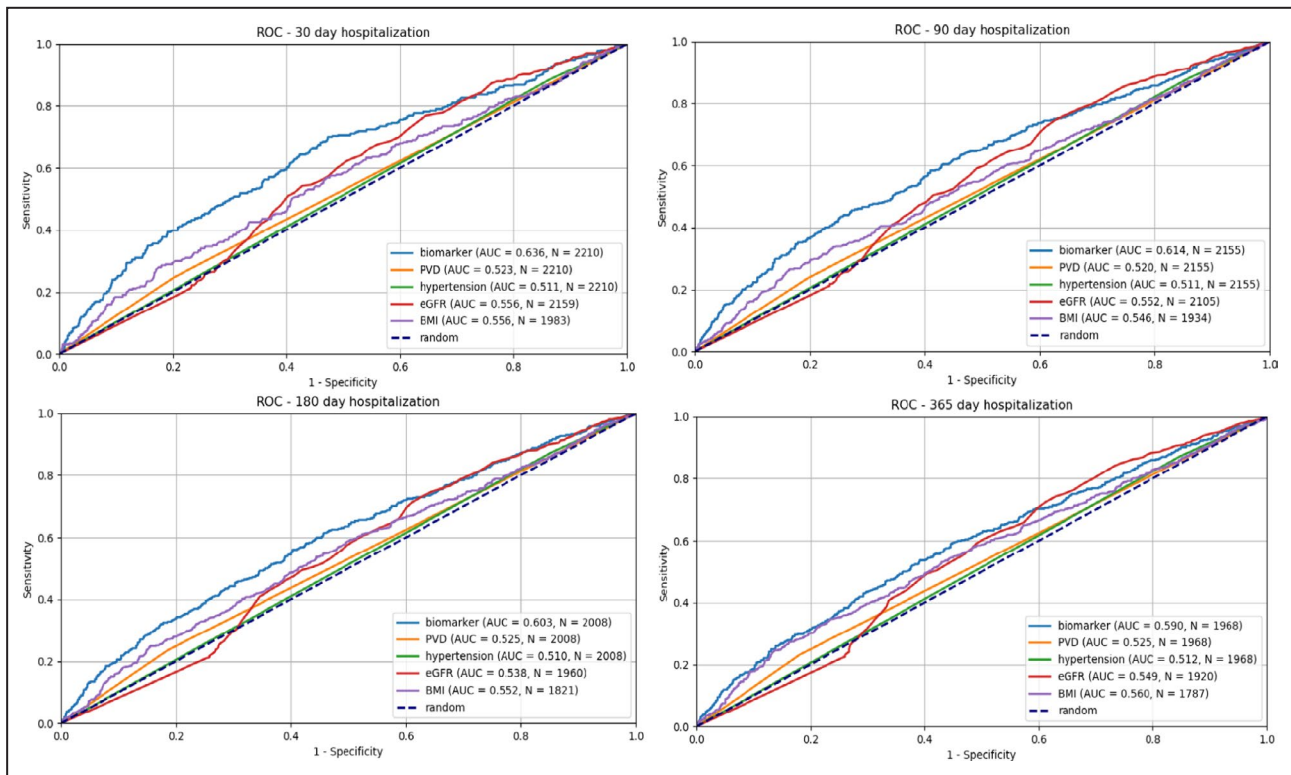 ROC - 30 day hospitalization
1.0
0.8
0.6
0.4
0.2
0.0
Sensitivity
biomarker (AUC = 0.636, N = 2210)
PVD (AUC = 0.523, N = 2210)
hypertension (AUC = 0.511, N = 2210)
eGFR (AUC = 0.556, N = 2159)
BMI (AUC = 0.556, N = 1983)
random
0.0 0.2 0.4 0.6 0.8 1.0
1 - Specificity
ROC - 90 day hospitalization
1.0
0.8
0.6
0.4
0.2
0.0
Sensitivity
biomarker (AUC = 0.614, N = 2155)
PVD (AUC = 0.520, N = 2155)
hypertension (AUC = 0.511, N = 2155)
eGFR (AUC = 0.552, N = 2105)
BMI (AUC = 0.546, N = 1934)
random
0.0 0.2 0.4 0.6 0.8 1.0
1 - Specificity
ROC - 180 day hospitalization
1.0
0.8
0.6
0.4
0.2
0.0
Sensitivity
biomarker (AUC = 0.603, N = 2008)
PVD (AUC = 0.525, N = 2008)
hypertension (AUC = 0.510, N = 2008)
eGFR (AUC = 0.538, N = 1960)
BMI (AUC = 0.552, N = 1821)
random
0.0 0.2 0.4 0.6 0.8 1.0
1 - Specificity
ROC - 365 day hospitalization
1.0
0.8
0.6
0.4
0.2
0.0
Sensitivity
biomarker (AUC = 0.590, N = 1968)
PVD (AUC = 0.525, N = 1968)
hypertension (AUC = 0.512, N = 1968)
eGFR (AUC = 0.549, N = 1920)
BMI (AUC = 0.560, N = 1787)
random
0.0 0.2 0.4 0.6 0.8 1.0
1 - Specificity